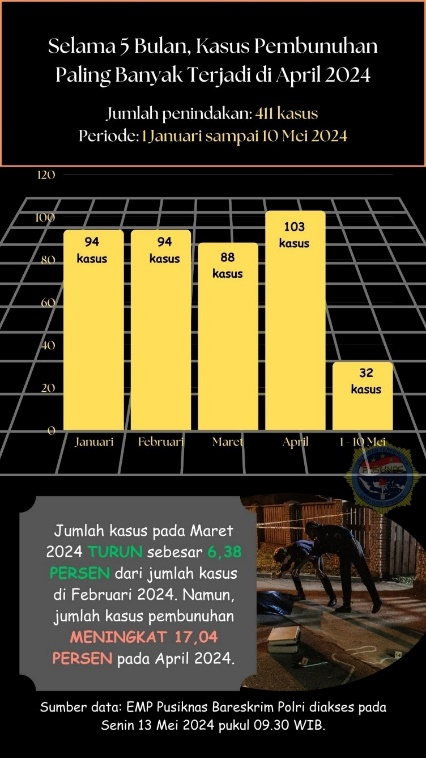 Selama 5 Bulan, Kasus Pembunuhan
Paling Banyak Terjadi di April 2024
Jumlah penindakan: 411 kasus
Periode: 1 Januari sampai 10 Mei 2024
120
100
80
60
40
20
0
94
kasus
94
kasus
88
kasus
103
kasus
32
kasus
Januari
Februari
Maret
April
1 - 10 Mei
Jumlah kasus pada Maret
2024 TURUN sebesar 6,38
PERSEN dari jumlah kasus
di Februari 2024. Namun,
jumlah kasus pembunuhan
MENINGKAT 17,04
PERSEN pada April 2024.
Sumber data: EMP Pusiknas Bareskrim Polri diakses pada
Senin 13 Mei 2024 pukul 09.30 WIB.